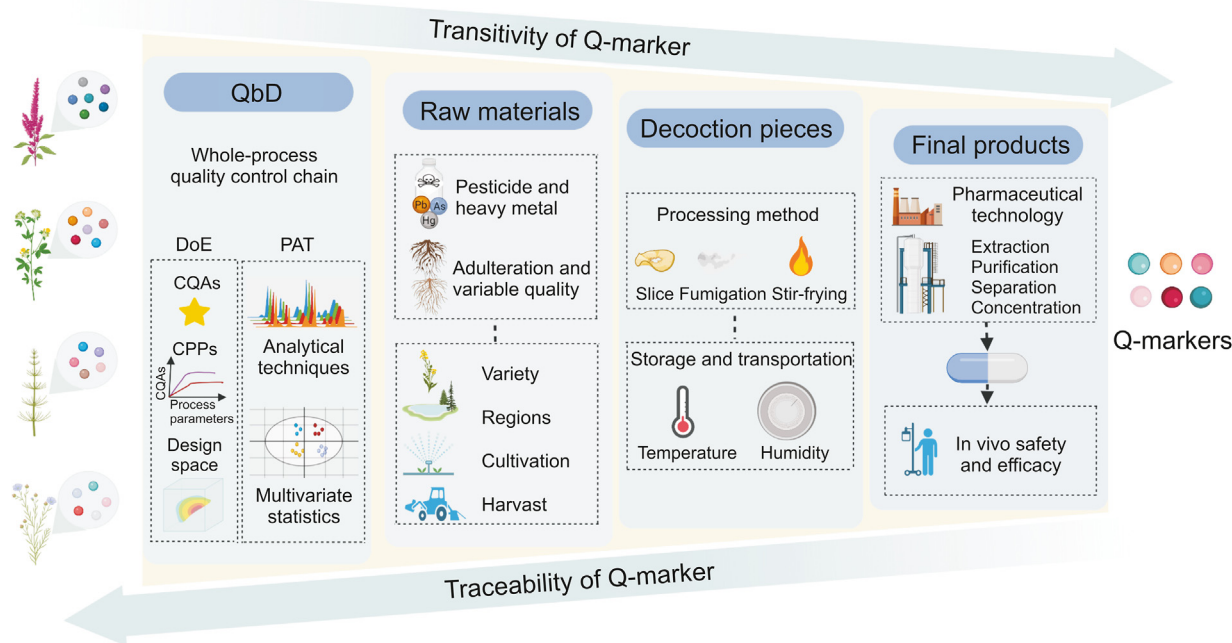 Transitivity of Q-marker
QbD
Whole-process
quality control chain
DoE
PAT
CQAs
CPPs
CQAs
Process
parameters
Design
space
Analytical
techniques
Multivariate
statistics
Raw materials
Pb
As
Hg
Pesticide and
heavy metal
Adulteration and
variable quality
Variety
Regions
Cultivation
Harvest
Decoction pieces
Processing method
Slice Fumigation Stir-frying
Storage and transportation
Temperature
Humidity
Final products
Pharmaceutical
technology
Extraction
Purification
Separation
Concentration
In vivo safety
and efficacy
Q-markers
Traceability of Q-marker